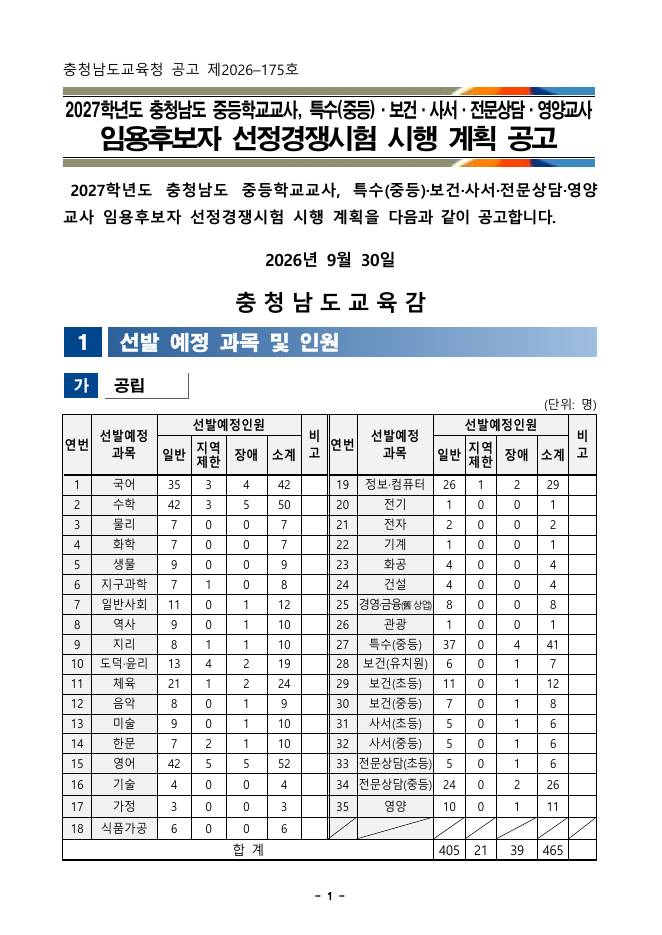 충청남도교육청 공고 제2026–175호
2027학년도 충청남도 중등학교교사, 특수(중등)·보건·사서·전문상담·영양교사
임용후보자 선정경쟁시험 시행 계획 공고
2027학년도 충청남도 중등학교교사, 특수(중등)·보건·사서·전문상담·영양
교사 임용후보자 선정경쟁시험 시행 계획을 다음과 같이 공고합니다.
2026년 9월 30일
충청남도교육감
1 선발 예정 과목 및 인원
가 공립
(단위: 명)
연번 선발예정 과목 선발예정인원 비고 연번 선발예정 과목 선발예정인원 비고
일반 지역제한 장애 소계 일반 지역제한 장애 소계
1 국어 35 3 4 42 19 정보·컴퓨터 26 1 2 29
2 수학 42 3 5 50 20 전기 1 0 0 1
3 물리 7 0 0 7 21 전자 2 0 0 2
4 화학 7 0 0 7 22 기계 1 0 0 1
5 생물 9 0 0 9 23 화공 4 0 0 4
6 지구과학 7 1 0 8 24 건설 4 0 0 4
7 일반사회 11 0 1 12 25 경영·금융(舊 상업) 8 0 0 8
8 역사 9 0 1 10 26 관광 1 0 0 1
9 지리 8 1 1 10 27 특수(중등) 37 0 4 41
10 도덕·윤리 13 4 2 19 28 보건(유치원) 6 0 1 7
11 체육 21 1 2 24 29 보건(초등) 11 0 1 12
12 음악 8 0 1 9 30 보건(중등) 7 0 1 8
13 미술 9 0 1 10 31 사서(초등) 5 0 1 6
14 한문 7 2 1 10 32 사서(중등) 5 0 1 6
15 영어 42 5 5 52 33 전문상담(초등) 5 0 1 6
16 기술 4 0 0 4 34 전문상담(중등) 24 0 2 26
17 가정 3 0 0 3 35 영양 10 0 1 11
18 식품가공 6 0 0 6
합 계 405 21 39 465
– 1 –